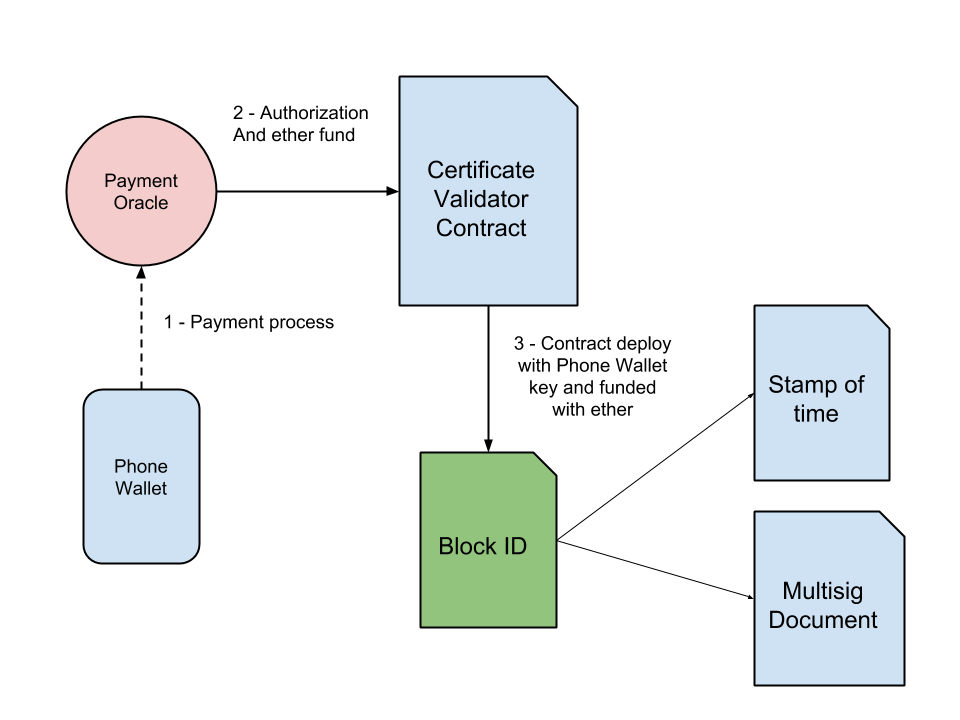 2 - Authorization
And ether fund
Payment
Oracle
Certificate
Validator
Contract
1 - Payment process
3 - Contract deploy
with Phone Wallet
key and funded
with ether
Phone
Wallet
Stamp of
time
Block ID
Multisig
Document